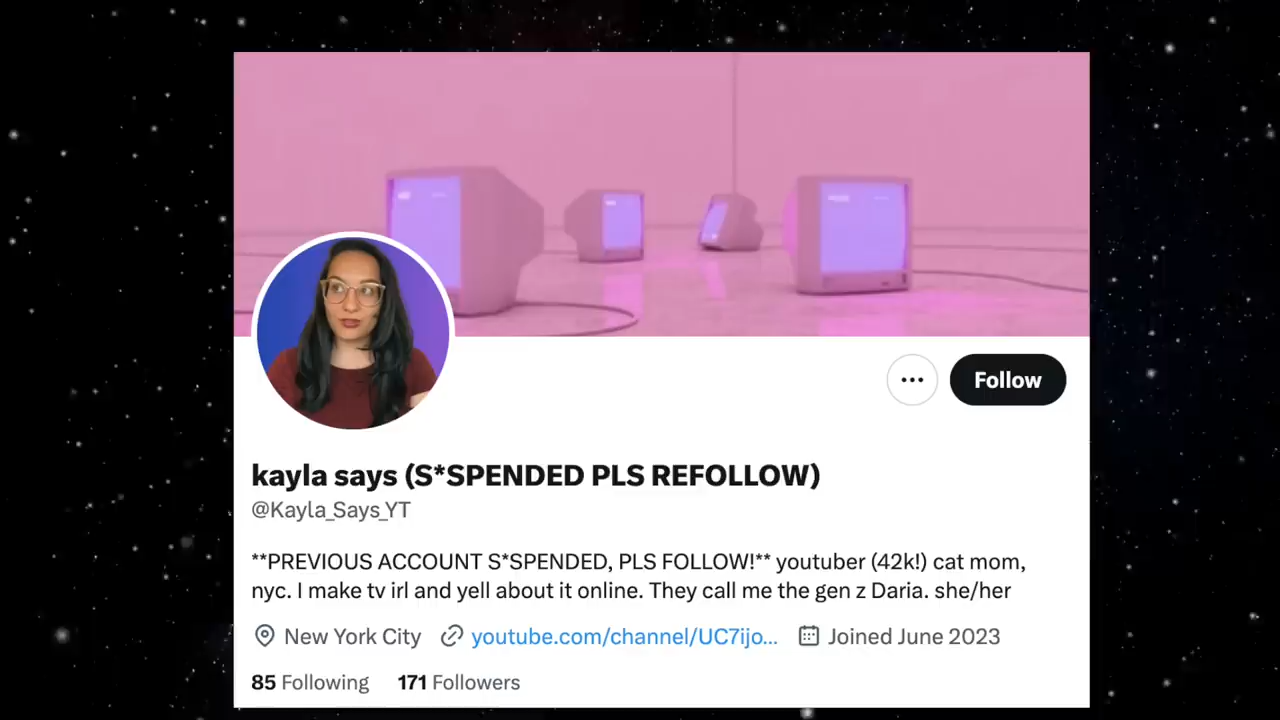 Follow
kayla says (S*SPENDED PLS REFOLLOW)
@Kayla_Says_YT
**PREVIOUS ACCOUNT S*SPENDED, PLS FOLLOW!** youtuber (42k!) cat mom,
nyc. I make tv irl and yell about it online. They call me the gen z Daria. she/her
New York City youtube.com/channel/UC7ijo... Joined June 2023
85 Following 171 Followers